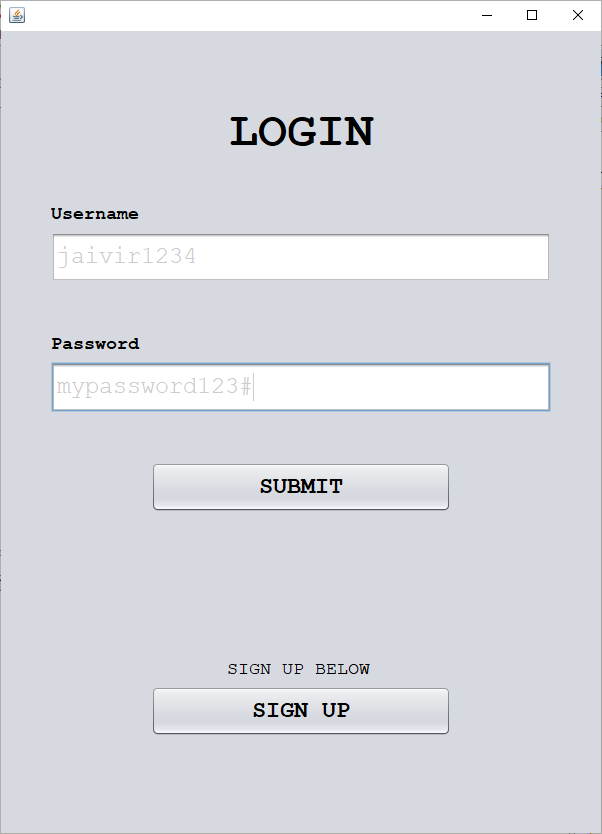 LOGIN
Username
jaivir1234
Password
mypassword123#
SUBMIT
SIGN UP BELOW
SIGN UP